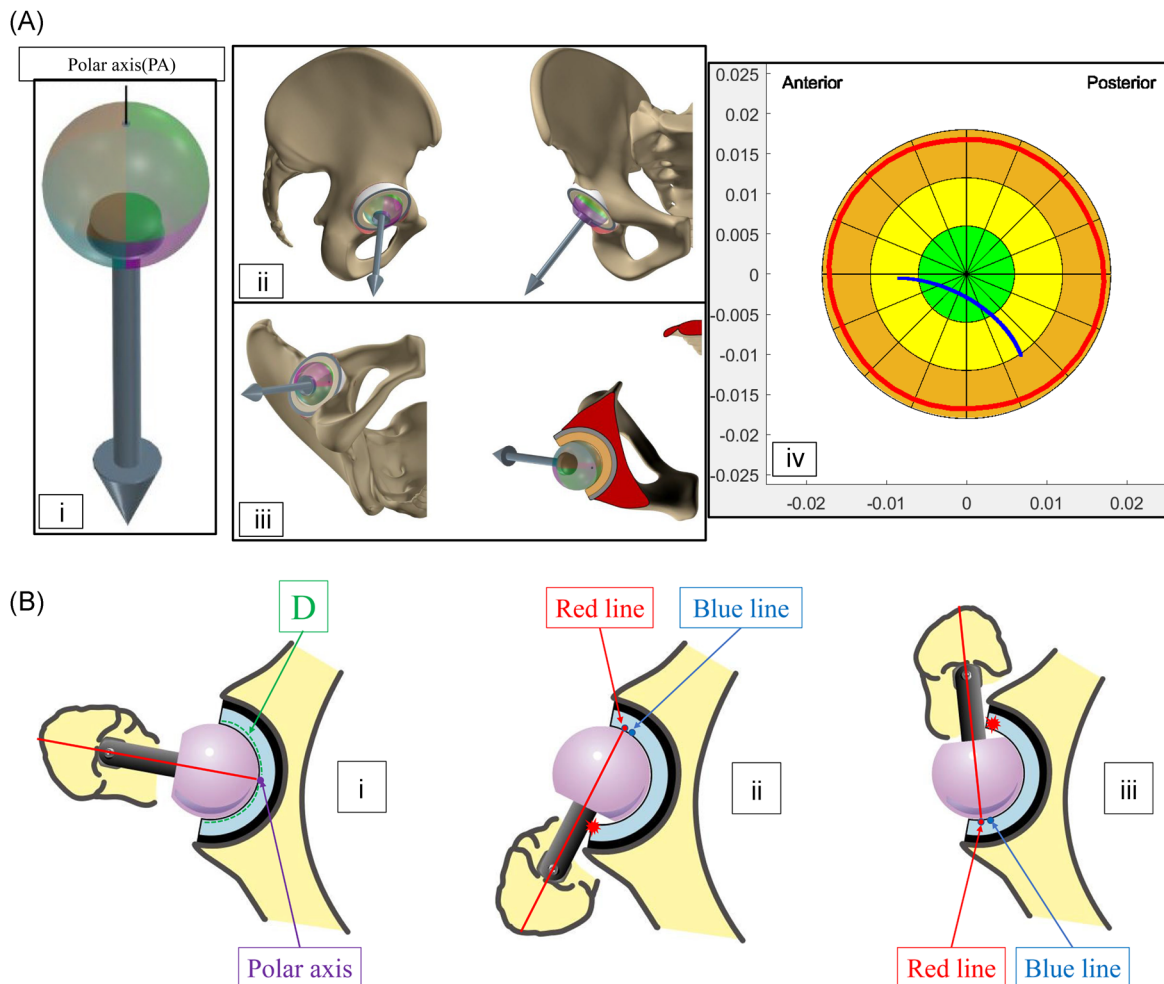 (A)
Polar axis(PA)
i
ii
iii
Anterior
Posterior
0.025
0.02
0.015
0.006
0.005
0
-0.005
-0.01
-0.015
-0.02
-0.025
-0.02
-0.01
0
0.01
0.02
iv
(B)
D
i
Polar axis
Red line
Blue line
ii
iii
Red line
Blue line